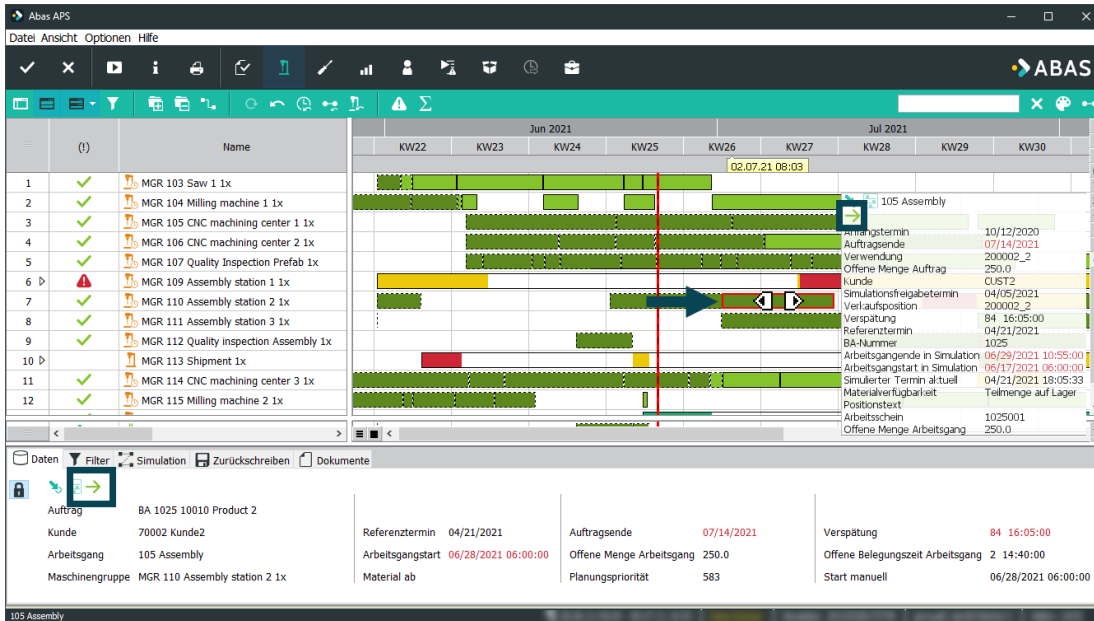 Abas APS
Datei Ansicht Optionen Hilfe
ABAS
Jun 2021 Jul 2021
(!) Name KW22 KW23 KW24 KW25 KW26 KW27 KW28 KW29 KW30
02.07.21 08:03
1 MGR 103 Saw 1 1x
2 MGR 104 Milling machine 1 1x
3 MGR 105 CNC machining center 1 1x
4 MGR 106 CNC machining center 2 1x
5 MGR 107 Quality Inspection Prefab 1x
6 MGR 109 Assembly station 1 1x
7 MGR 110 Assembly station 2 1x
8 MGR 111 Assembly station 3 1x
9 MGR 112 Quality inspection Assembly 1x
10 MGR 113 Shipment 1x
11 MGR 114 CNC machining center 3 1x
12 MGR 115 Milling machine 2 1x
105 Assembly
Anfangstermin 10/12/2020
Auftragsende 07/14/2021
Verwendung 200002_2
Offene Menge Auftrag 250.0
Kunde CUST2
Simulationsfreigabetermin 04/05/2021
Verkaufsposition 200002_2
Verspätung 84 16:05:00
Referenztermin 04/21/2021
BA-Nummer 1025
Arbeitsgangende in Simulation 06/29/2021 10:55:00
Arbeitsgangstart in Simulation 06/17/2021 06:00:00
Simulierter Termin aktuell 04/21/2021 18:05:33
Materialverfügbarkeit Teilmenge auf Lager
Positionstext
Arbeitsschein 1025001
Offene Menge Arbeitsgang 250.0
Daten Filter Simulation Zurückschreiben Dokumente
Auftrag BA 1025 10010 Product 2
Kunde 70002 Kunde2 Referenztermin 04/21/2021 Auftragsende 07/14/2021 Verspätung 84 16:05:00
Arbeitsgang 105 Assembly Arbeitsgangstart 06/28/2021 06:00:00 Offene Menge Arbeitsgang 250.0 Offene Belegungszeit Arbeitsgang 2 14:40:00
Maschinengruppe MGR 110 Assembly station 2 1x Material ab Planungspriorität 583 Start manuell 06/28/2021 06:00:00
105 Assembly